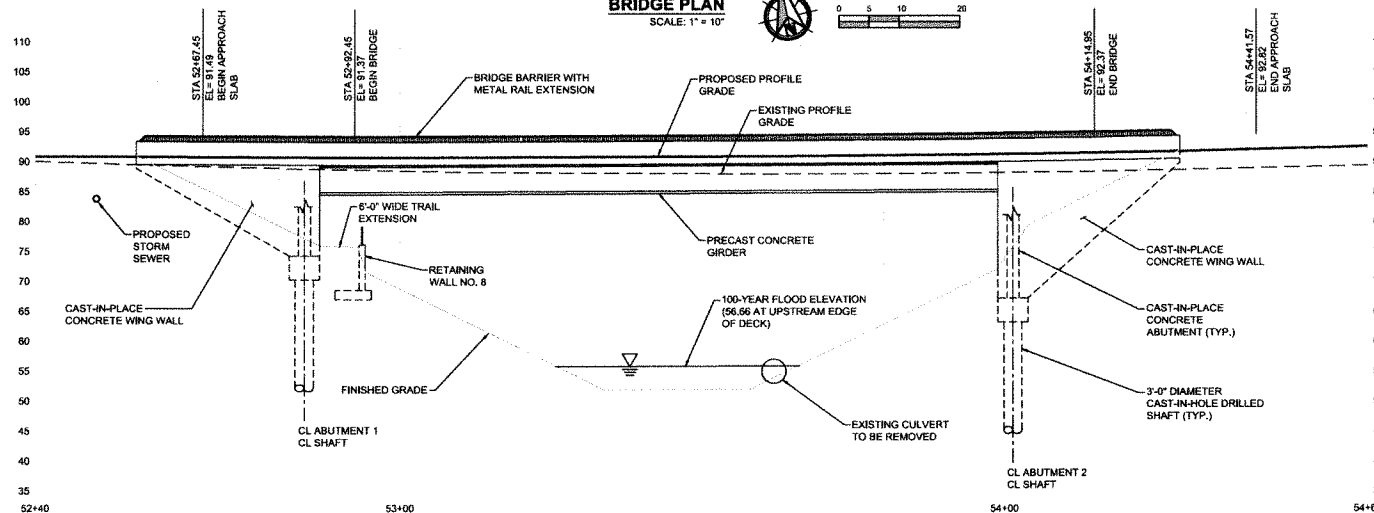 BRIDGE PLAN
SCALE: 1" = 10"
N
0 5 10 20
110
105
100
95
90
85
80
75
70
65
60
55
50
45
40
35
STA 52+67.45
EL= 91.49
BEGIN APPROACH
SLAB
STA 52+92.45
EL= 91.37
BEGIN BRIDGE
STA 54+14.95
EL= 92.37
END BRIDGE
STA 54+41.57
EL= 92.82
END APPROACH
SLAB
BRIDGE BARRIER WITH
METAL RAIL EXTENSION
PROPOSED PROFILE
GRADE
EXISTING PROFILE
GRADE
6'-0" WIDE TRAIL
EXTENSION
PROPOSED
STORM
SEWER
RETAINING
WALL NO. 8
PRECAST CONCRETE
GIRDER
CAST-IN-PLACE
CONCRETE WING WALL
CAST-IN-PLACE
CONCRETE WING WALL
100-YEAR FLOOD ELEVATION
(56.66 AT UPSTREAM EDGE
OF DECK)
CAST-IN-PLACE
CONCRETE
ABUTMENT (TYP.)
FINISHED GRADE
3'-0" DIAMETER
CAST-IN-HOLE DRILLED
SHAFT (TYP.)
EXISTING CULVERT
TO BE REMOVED
CL ABUTMENT 1
CL SHAFT
CL ABUTMENT 2
CL SHAFT
52+40 53+00 54+00